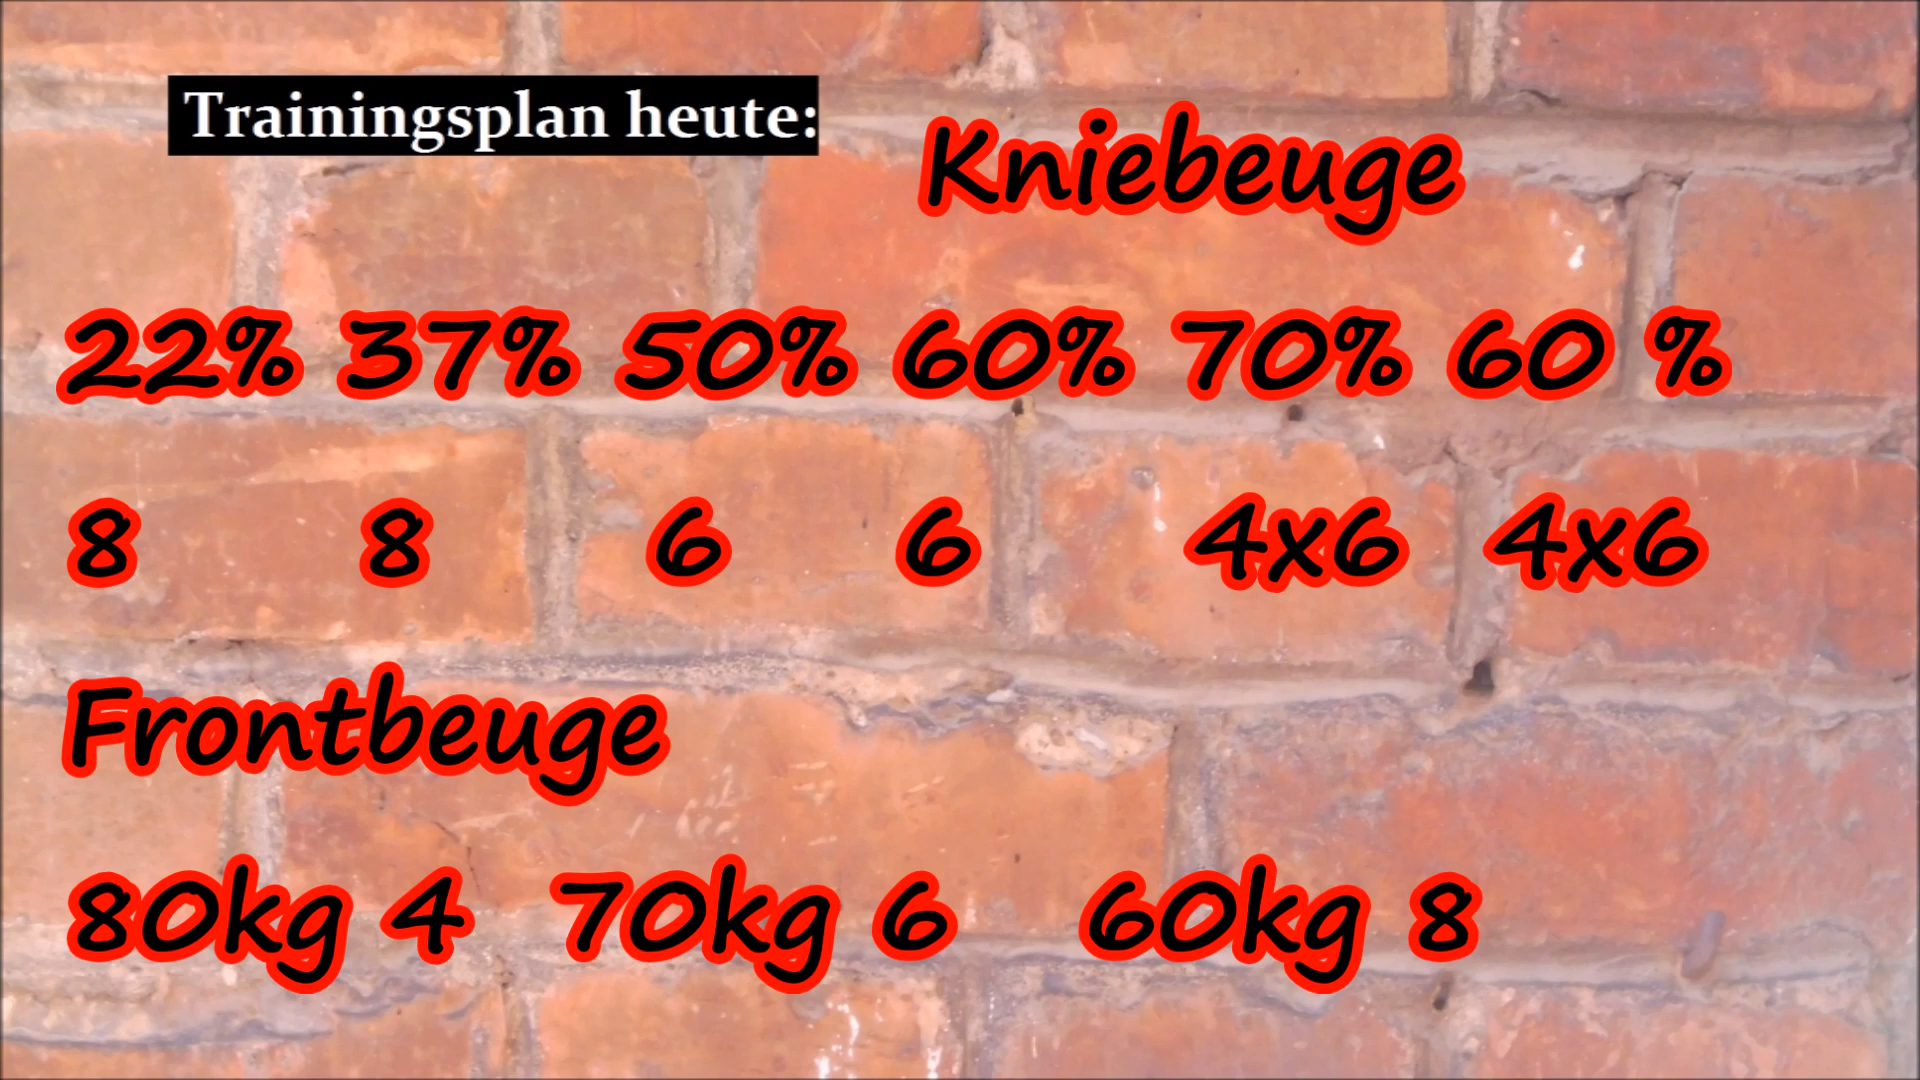 Trainingsplan heute:
Kniebeuge
22% 37% 50% 60% 70% 60 %
8 8 6 6 4x6 4x6
Frontbeuge
80kg 4 70kg 6 60kg 8